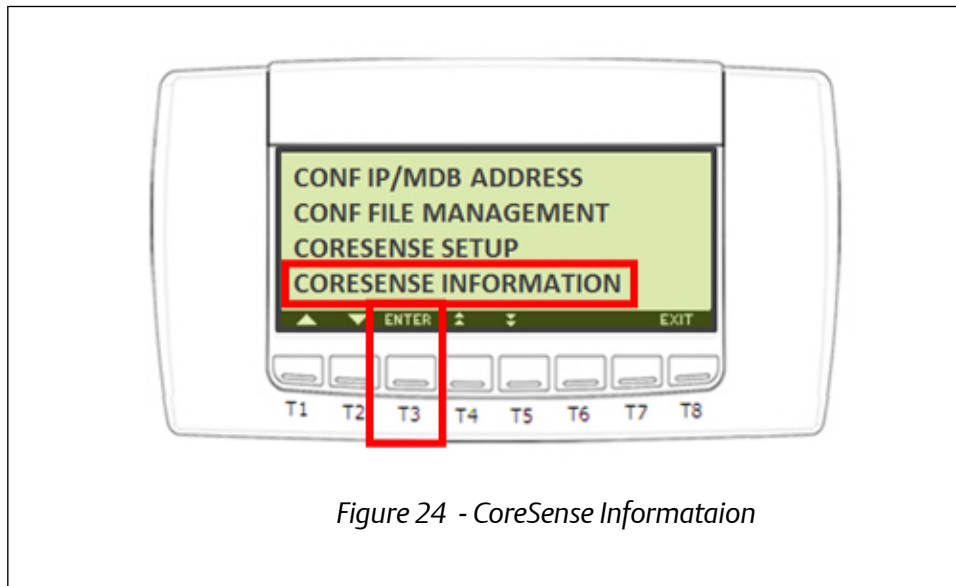 CONF IP/MDB ADDRESS
CONF FILE MANAGEMENT
CORESENSE SETUP
CORESENSE INFORMATION
ENTER EXIT
T1 T2 T3 T4 T5 T6 T7 T8
Figure 24 - CoreSense Informataion